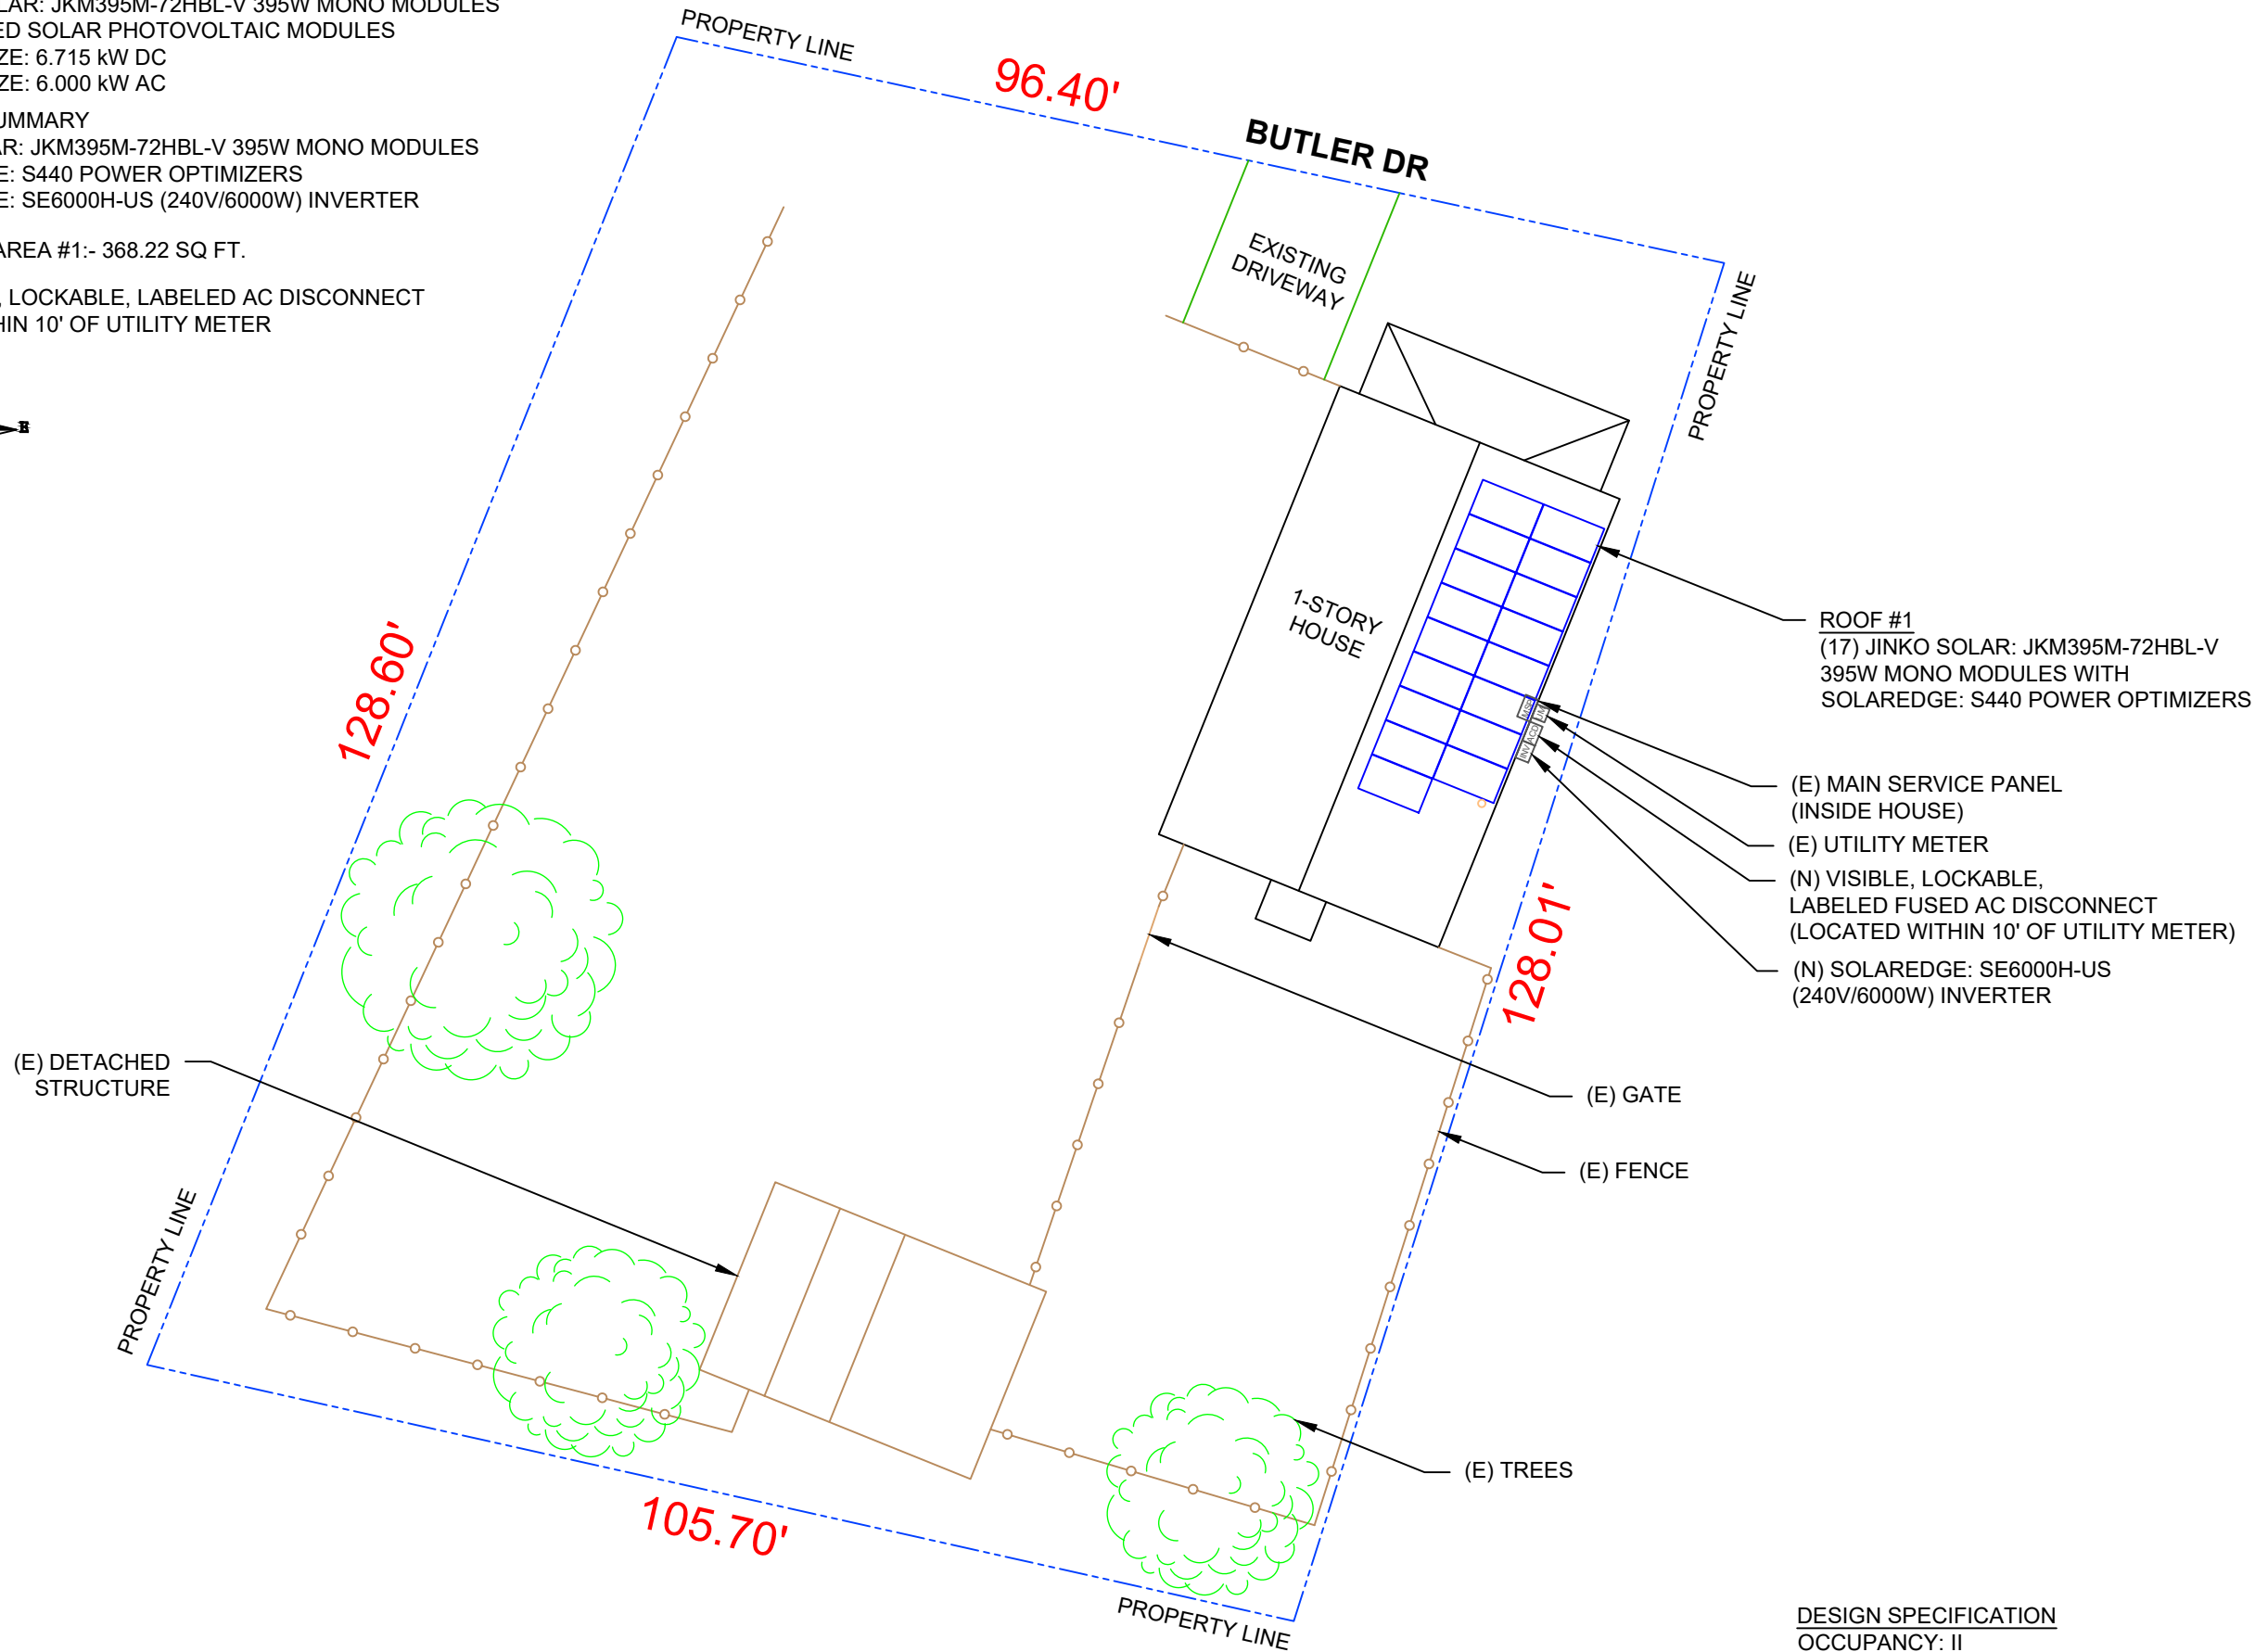 LAR: JKM395M-72HBL-V 395W MONO MODULES
ED SOLAR PHOTOVOLTAIC MODULES
ZE: 6.715 kW DC
ZE: 6.000 kW AC
UMMARY
AR: JKM395M-72HBL-V 395W MONO MODULES
E: S440 POWER OPTIMIZERS
E: SE6000H-US (240V/6000W) INVERTER
AREA #1:- 368.22 SQ FT.
, LOCKABLE, LABELED AC DISCONNECT
HIN 10' OF UTILITY METER
PROPERTY LINE
96.40'
BUTLER DR
EXISTING
DRIVEWAY
PROPERTY LINE
1-STORY
HOUSE
128.60'
ROOF #1
(17) JINKO SOLAR: JKM395M-72HBL-V
395W MONO MODULES WITH
SOLAREDGE: S440 POWER OPTIMIZERS
MSP
UM
ACD
INV
(E) MAIN SERVICE PANEL
(INSIDE HOUSE)
(E) UTILITY METER
(N) VISIBLE, LOCKABLE,
LABELED FUSED AC DISCONNECT
(LOCATED WITHIN 10' OF UTILITY METER)
(N) SOLAREDGE: SE6000H-US
(240V/6000W) INVERTER
128.01'
(E) DETACHED
STRUCTURE
(E) GATE
(E) FENCE
PROPERTY LINE
(E) TREES
105.70'
PROPERTY LINE
DESIGN SPECIFICATION
OCCUPANCY: II